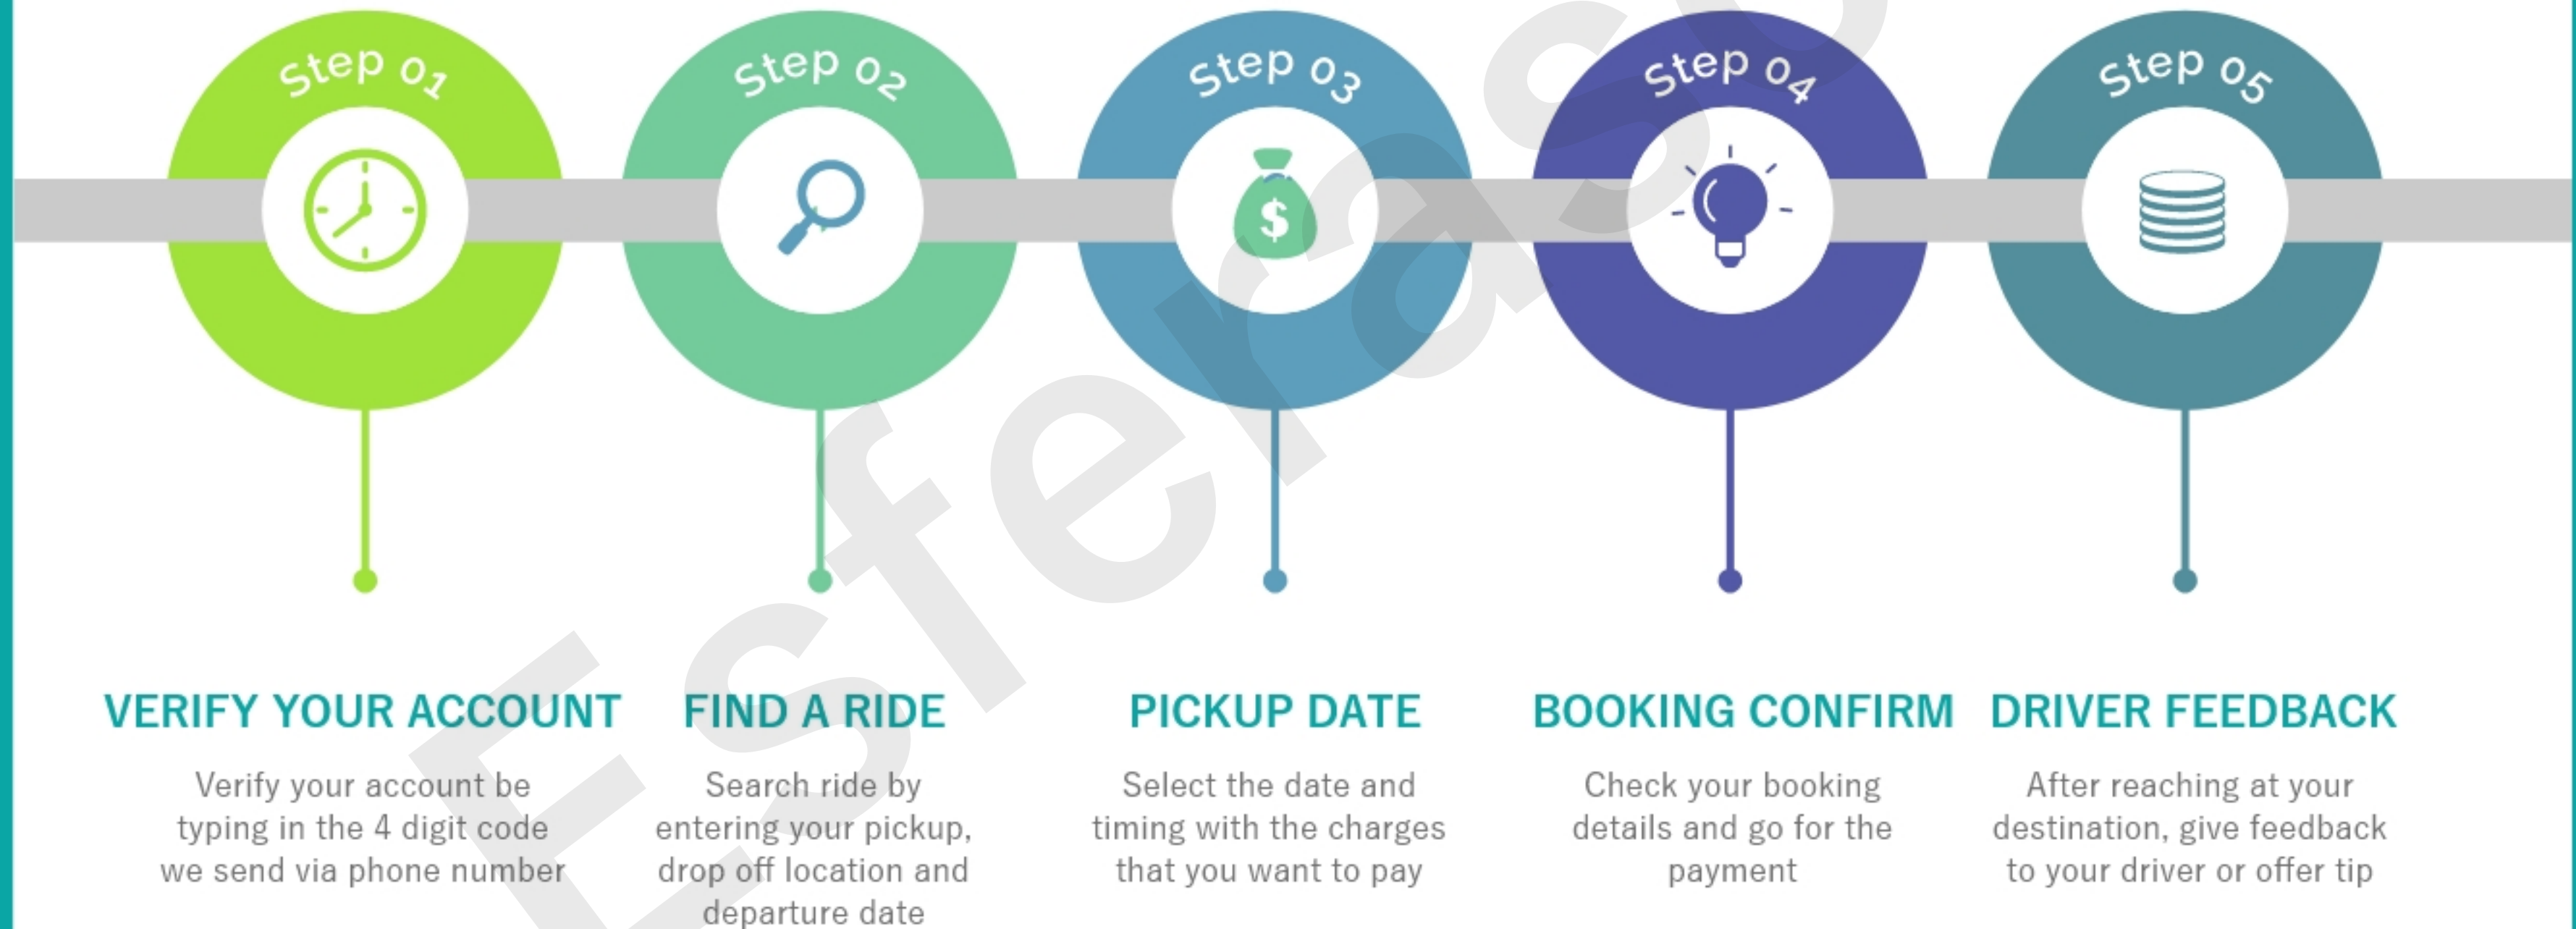 Step 01
Step 02
Step 03
Step 04
Step 05
$
VERIFY YOUR ACCOUNT
Verify your account be
typing in the 4 digit code
we send via phone number
FIND A RIDE
Search ride by
entering your pickup,
drop off location and
departure date
PICKUP DATE
Select the date and
timing with the charges
that you want to pay
BOOKING CONFIRM
Check your booking
details and go for the
payment
DRIVER FEEDBACK
After reaching at your
destination, give feedback
to your driver or offer tip